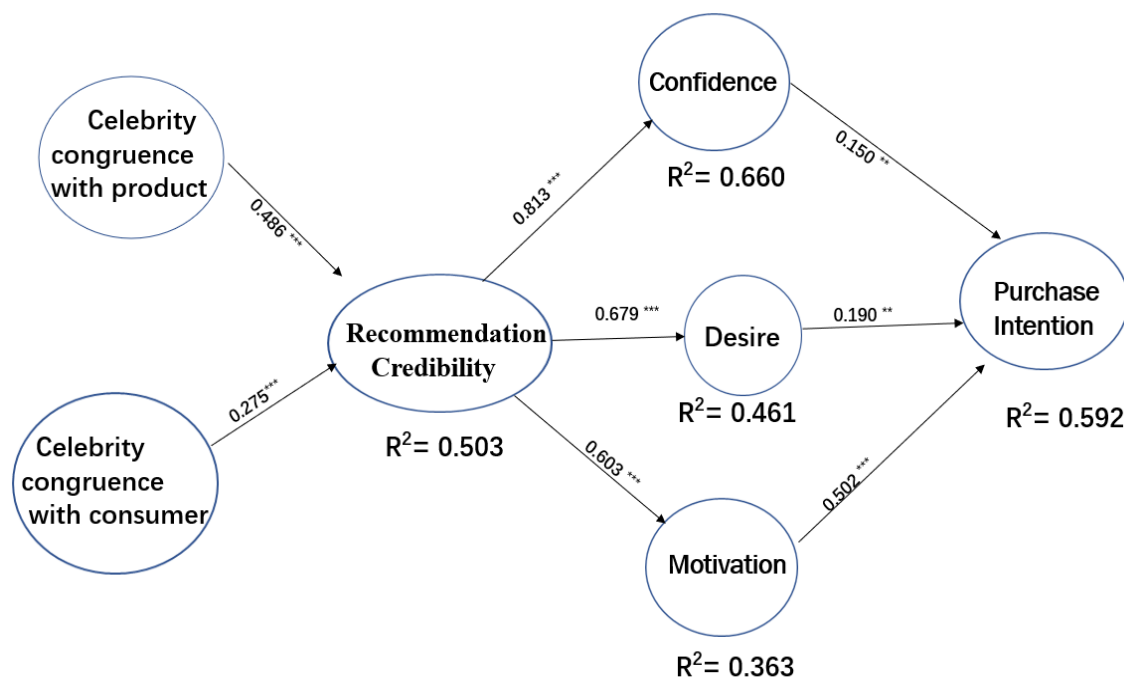 Celebrity
congruence
with product
0.486 ***
Celebrity
congruence
with consumer
0.275***
Recommendation
Credibility
R²= 0.503
0.813 ***
0.679 ***
0.603 ***
Confidence
R²= 0.660
Desire
R²= 0.461
Motivation
R²= 0.363
0.150 **
0.190 **
0.502 ***
Purchase
Intention
R²= 0.592